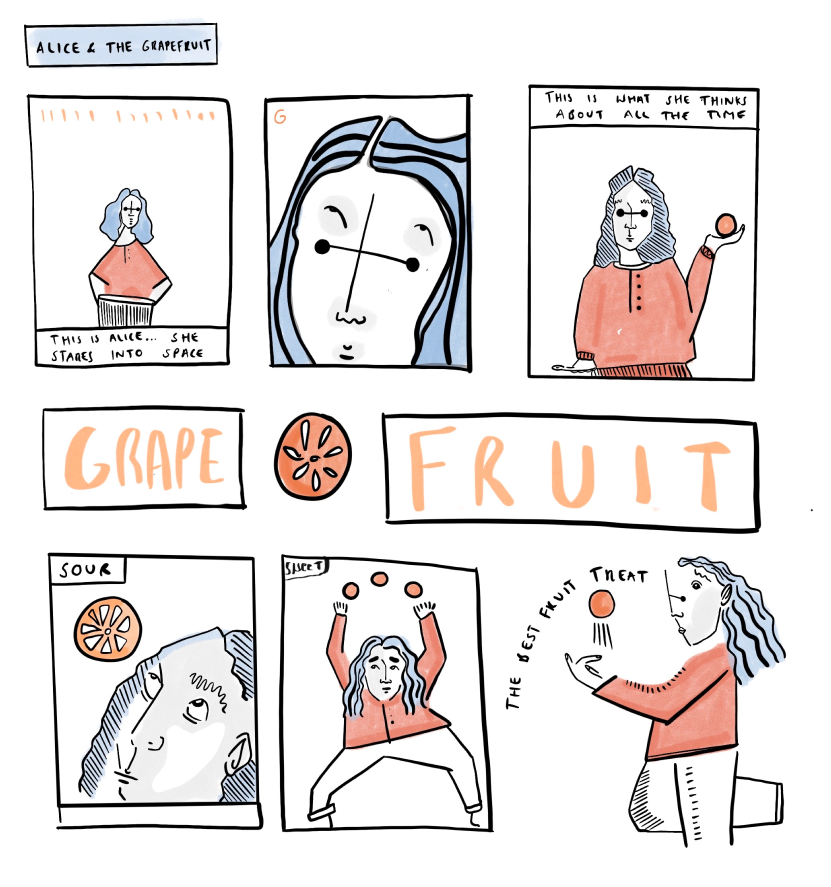 ALICE & THE GRAPEFRUIT
THIS IS ALICE... SHE
STARES INTO SPACE
G
THIS IS WHAT SHE THINKS
ABOUT ALL THE TIME
GRAPE FRUIT
SOUR
SWEET
THE BEST FRUIT TREAT